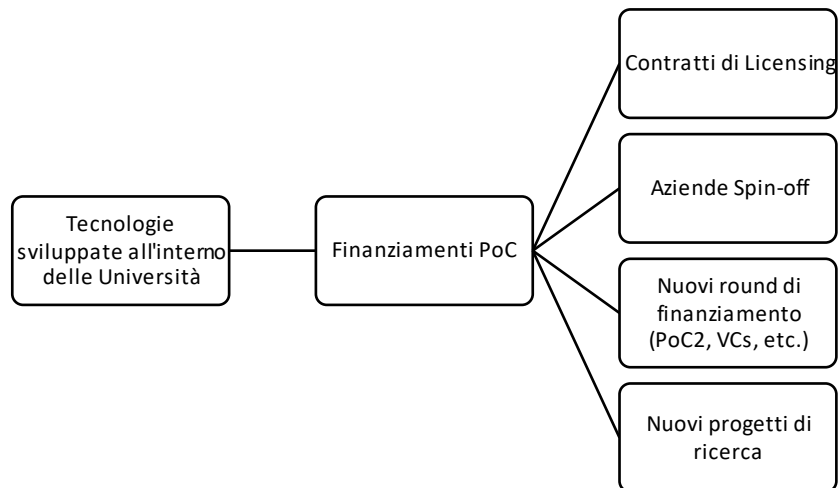 Tecnologie
sviluppate all'interno
delle Università
Finanziamenti PoC
Contratti di Licensing
Aziende Spin-off
Nuovi round di
finanziamento
(PoC2, VCs, etc.)
Nuovi progetti di
ricerca